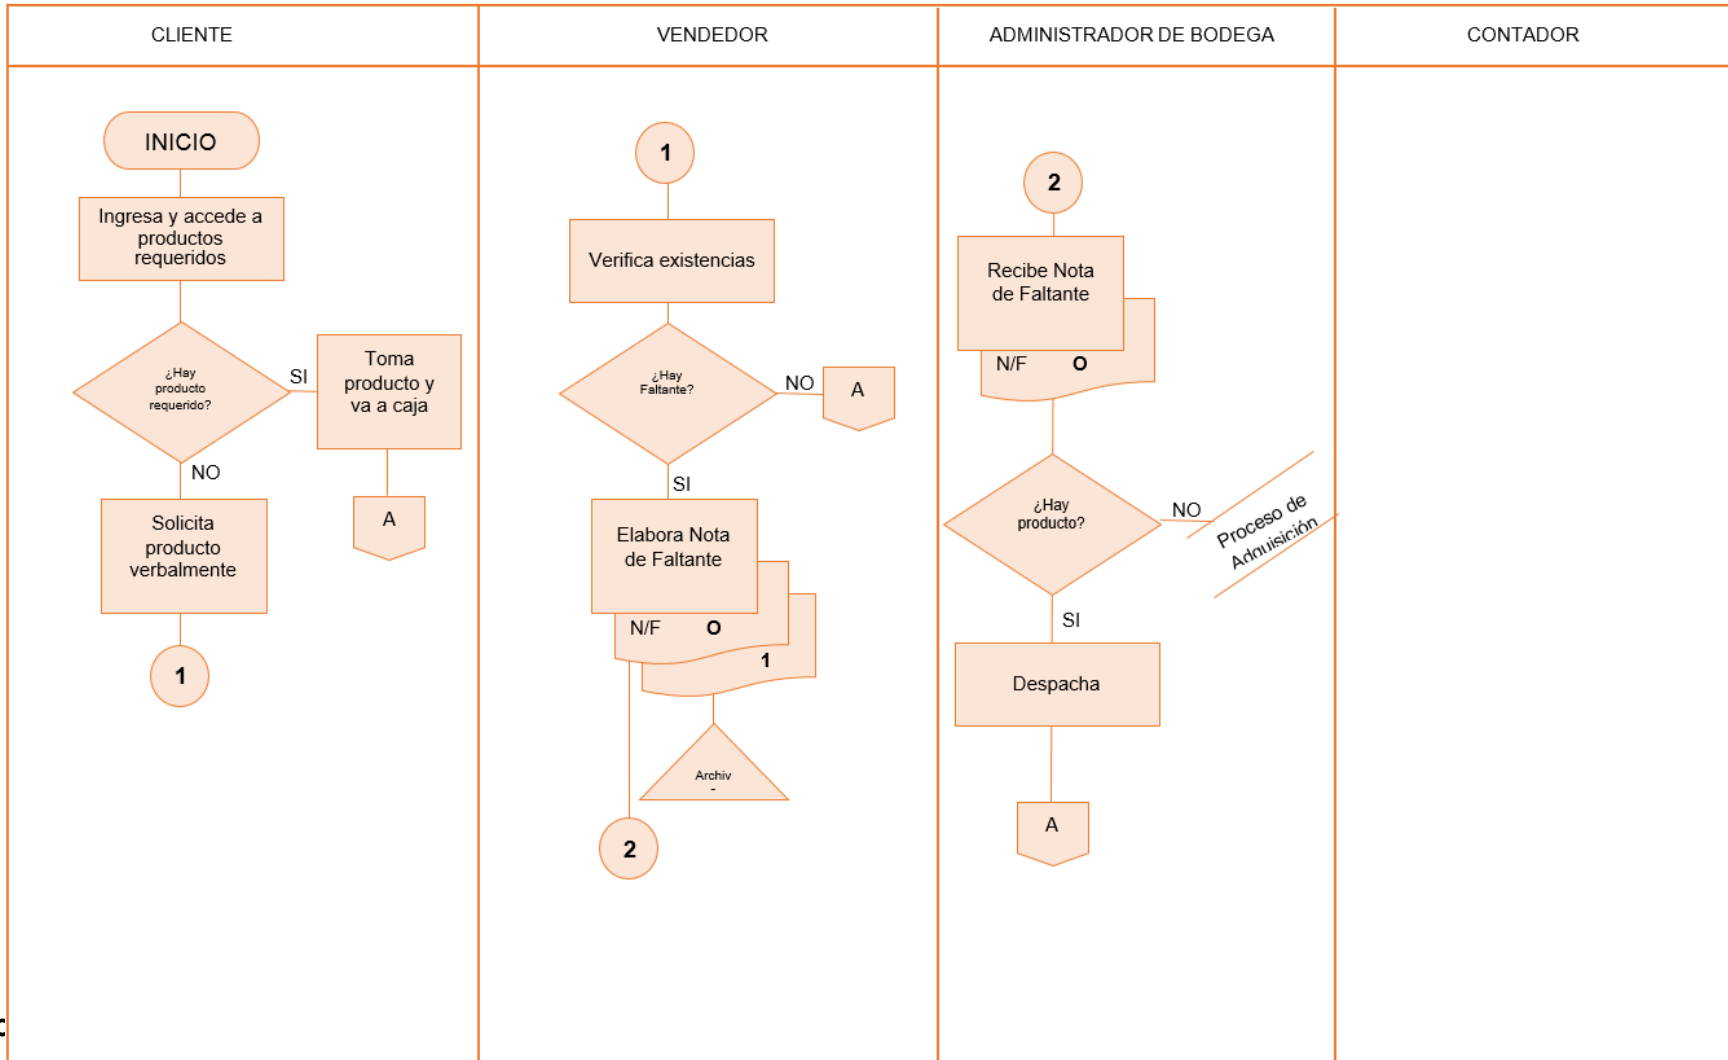 CLIENTE
VENDEDOR
ADMINISTRADOR DE BODEGA
CONTADOR
INICIO
Ingresa y accede a
productos
requeridos
¿Hay
producto
requerido?
SI
Toma
producto y
va a caja
A
NO
Solicita
producto
verbalmente
1
1
Verifica existencias
¿Hay
Faltante?
NO
A
SI
Elabora Nota
de Faltante
N/F O
1
Archiv
2
2
Recibe Nota
de Faltante
N/F O
¿Hay
producto?
NO
Proceso de
Adquisición
SI
Despacha
A